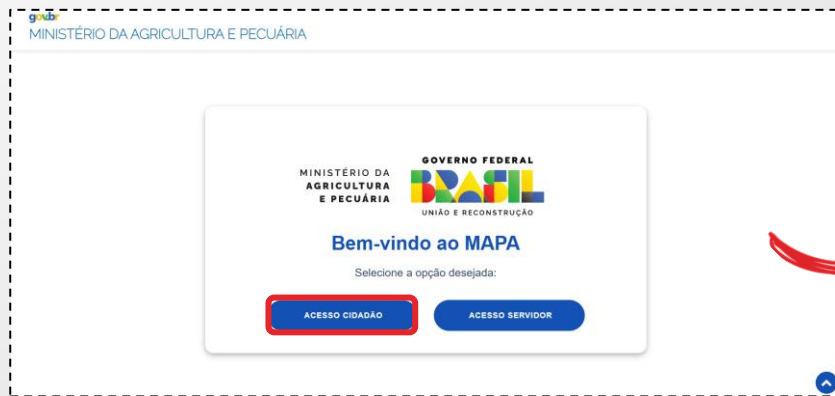 gov.br
MINISTÉRIO DA AGRICULTURA E PECUÁRIA
MINISTÉRIO DA
AGRICULTURA
E PECUÁRIA
GOVERNO FEDERAL
BRASIL
UNIÃO E RECONSTRUÇÃO
Bem-vindo ao MAPA
Selecione a opção desejada:
ACESSO CIDADÃO
ACESSO SERVIDOR